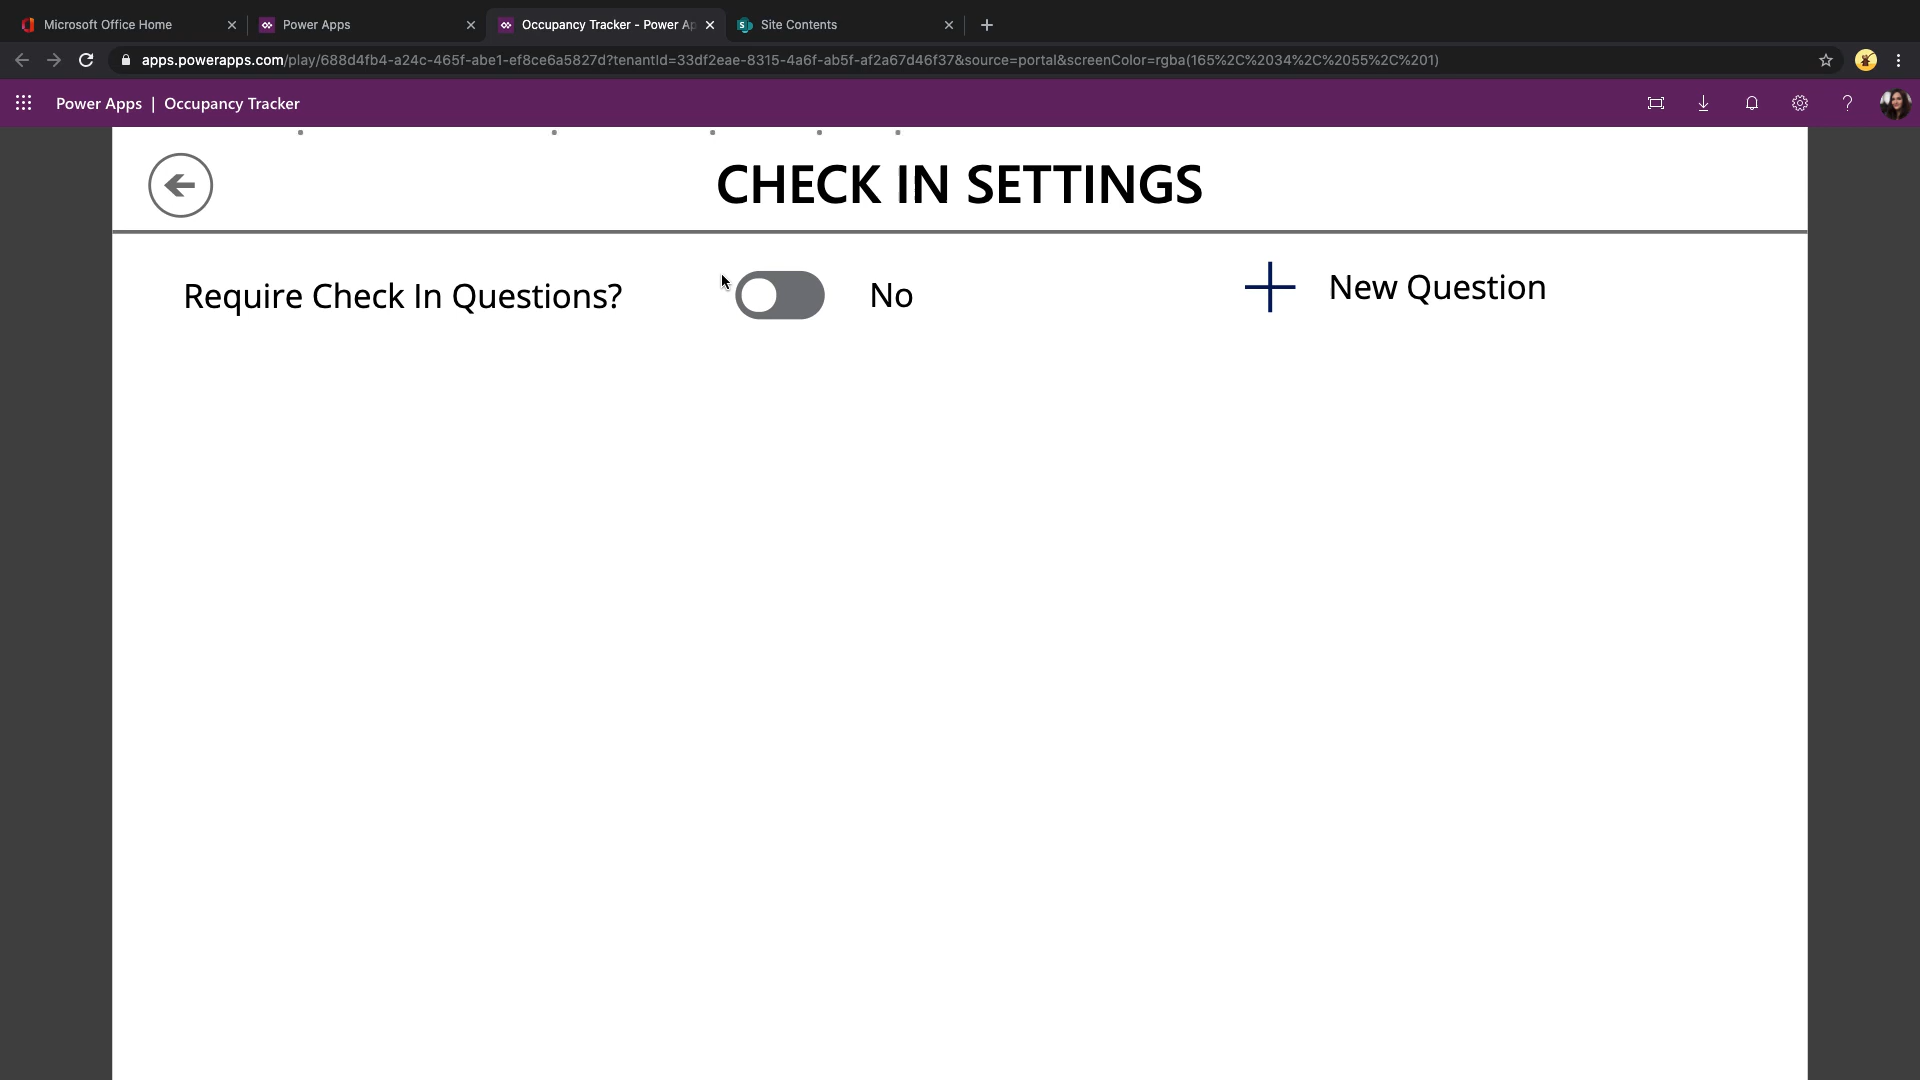 Microsoft Office Home
Power Apps
Occupancy Tracker - Power Ap
Site Contents
apps.powerapps.com/play/688d4fb4-a24c-465f-abe1-ef8ce6a5827d?tenantId=33df2eae-8315-4a6f-ab5f-af2a67d46f37&source=portal&screenColor=rgba(165%2C%2034%2C%2055%2C%201)
Power Apps | Occupancy Tracker
CHECK IN SETTINGS
Require Check In Questions?
No
New Question